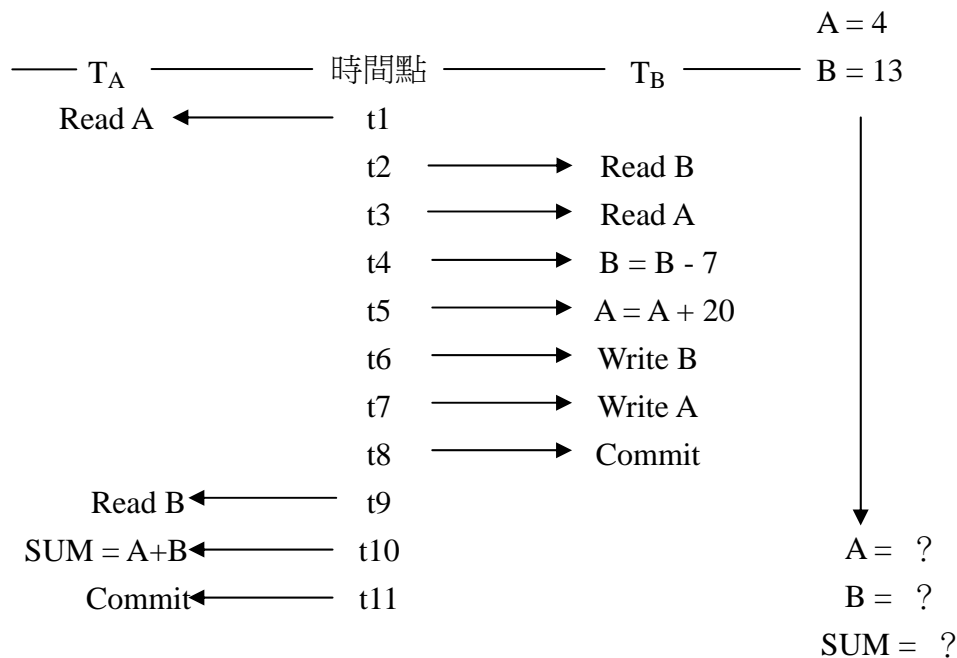 A = 4
T_A 時間點 T_B B = 13
Read A t1
t2 Read B
t3 Read A
t4 B = B - 7
t5 A = A + 20
t6 Write B
t7 Write A
t8 Commit
Read B t9
SUM = A+B t10 A = ？
Commit t11 B = ？
SUM = ？